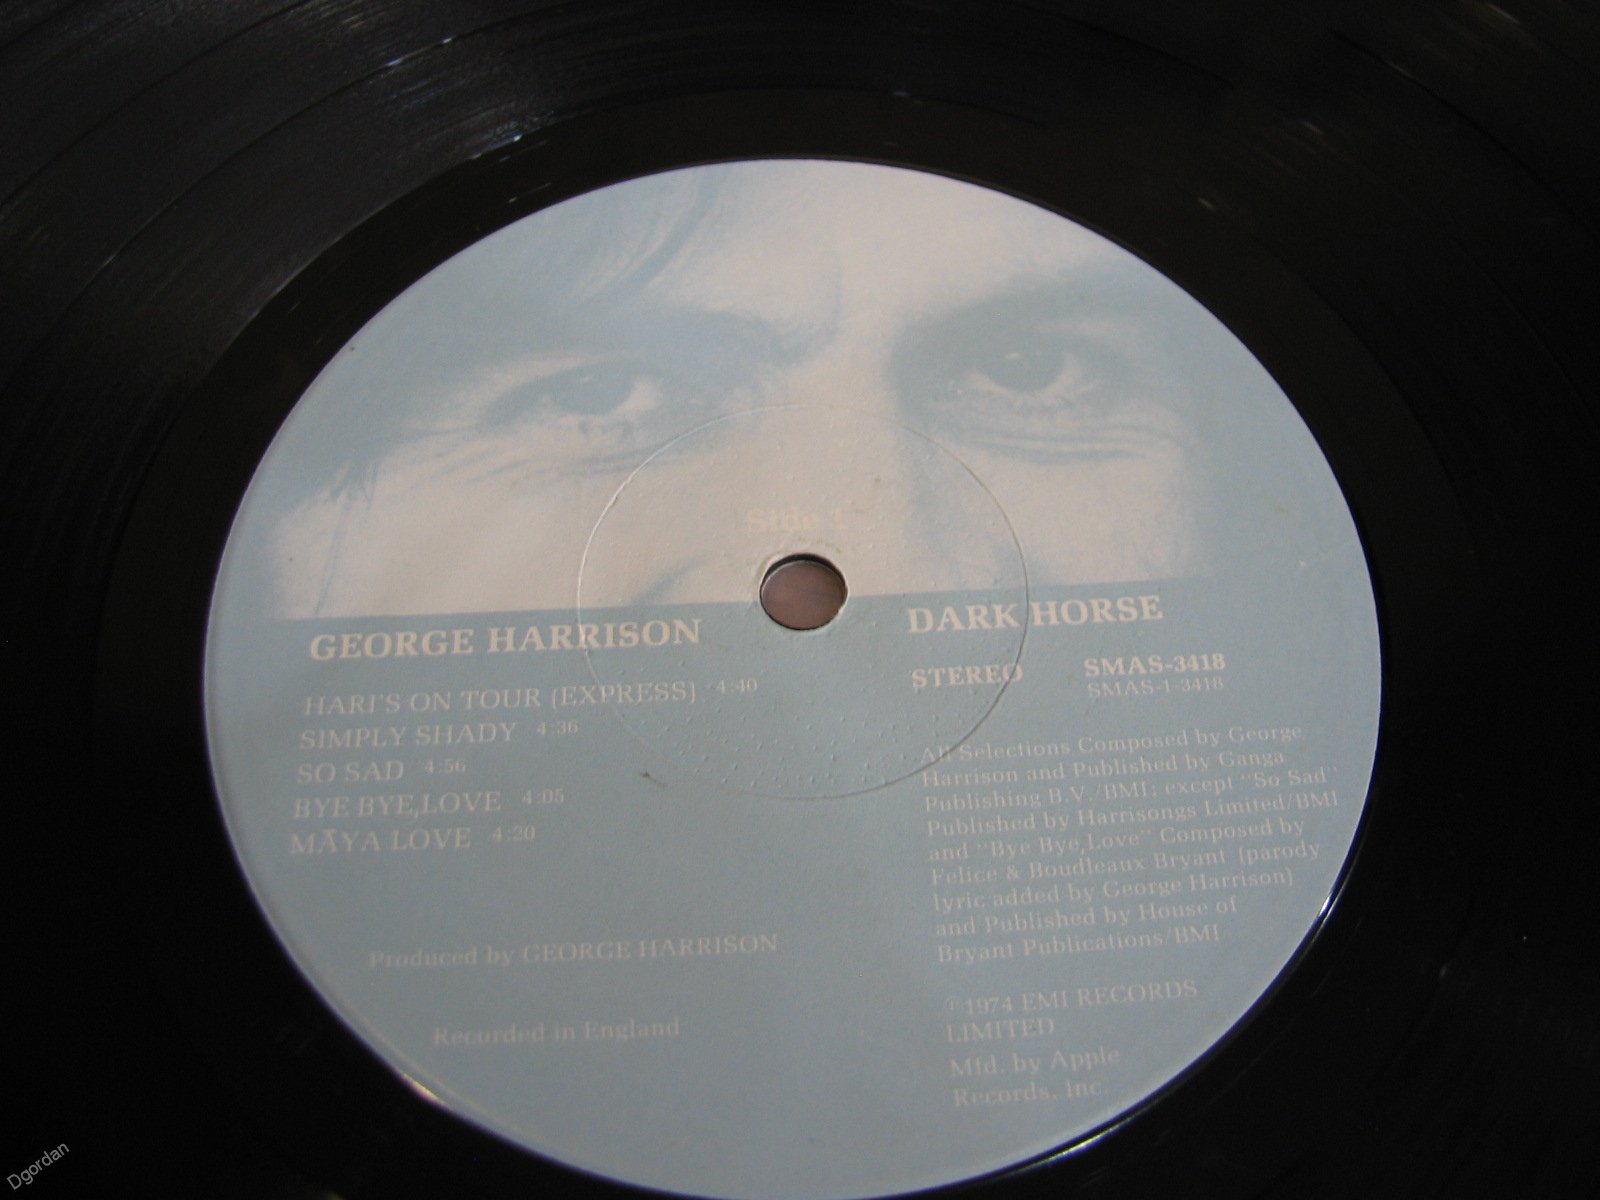 Side 1
GEORGE HARRISON
HARI'S ON TOUR (EXPRESS) 4:40
SIMPLY SHADY 4:36
SO SAD 4:56
BYE BYE,LOVE 4:05
MĀYA LOVE 4:20
Produced by GEORGE HARRISON
Recorded in England
DARK HORSE
STEREO SMAS-3418
SMAS-1-3418
All Selections Composed by George
Harrison and Published by Ganga
Publishing B.V./BMI; except "So Sad"
Published by Harrisongs Limited/BMI
and "Bye Bye,Love" Composed by
Felice & Boudleaux Bryant (parody
lyric added by George Harrison)
and Published by House of
Bryant Publications/BMI
℗1974 EMI RECORDS
LIMITED
Mfd. by Apple
Records, Inc.
Dgordan